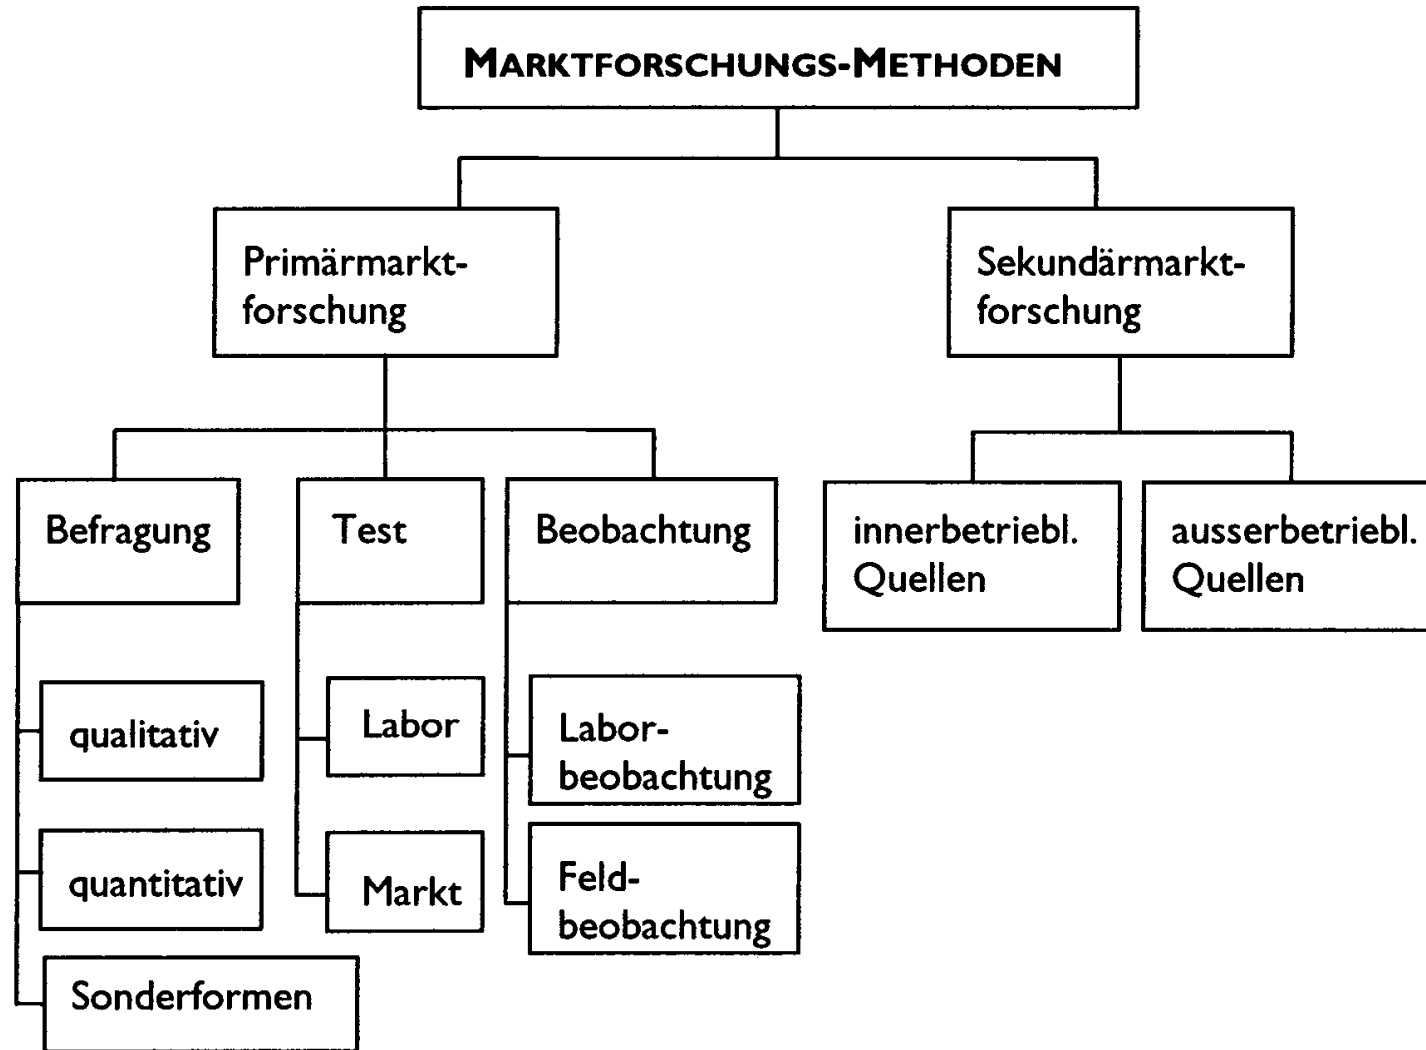 MARKTFORSCHUNGS-METHODEN
Primärmarkt-
forschung
Sekundärmarkt-
forschung
Befragung
Test
Beobachtung
innerbetriebl.
Quellen
ausserbetriebl.
Quellen
qualitativ
quantitativ
Sonderformen
Labor
Markt
Labor-
beobachtung
Feld-
beobachtung